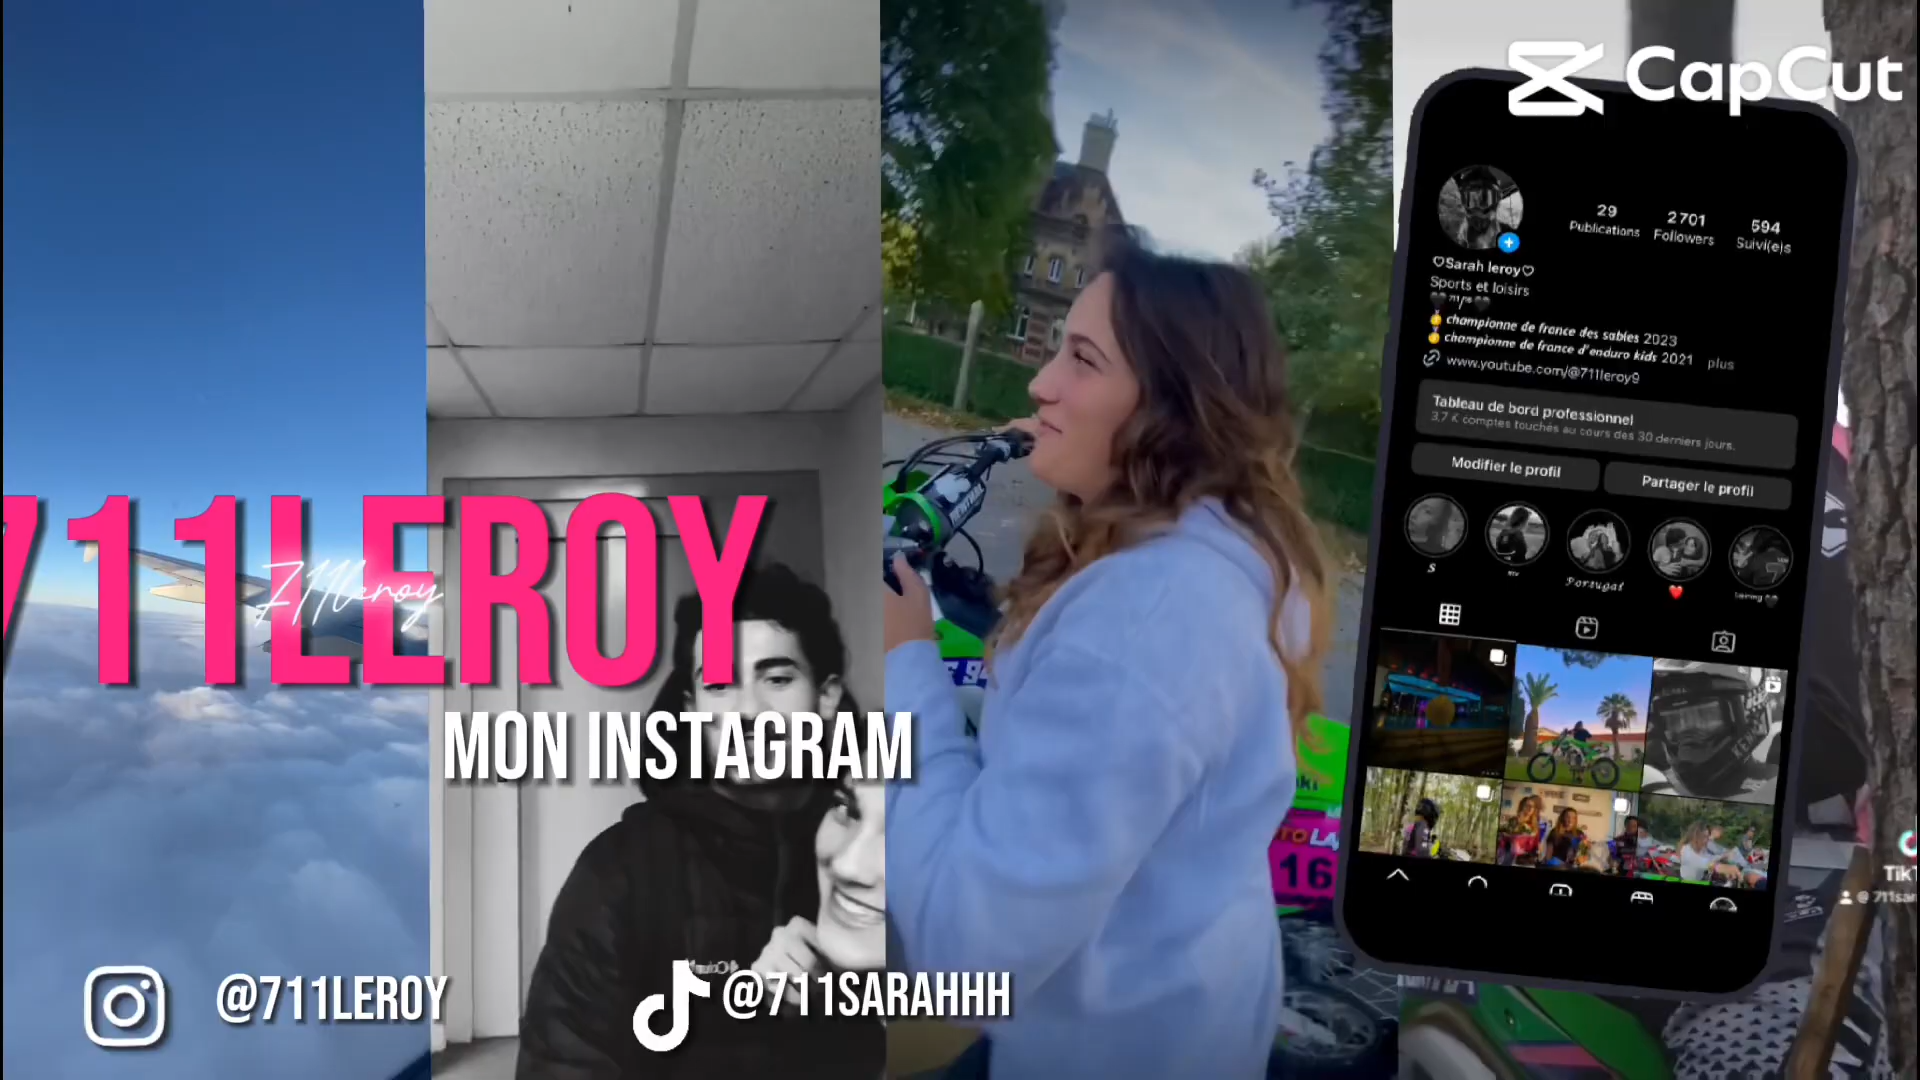 CapCut
29
Publications
2 701
Followers
594
Suivi(e)s
♡Sarah leroy♡
Sports et loisirs
championne de france des sables 2023
championne de france d'enduro kids 2021 plus
www.youtube.com/@711leroy9
Tableau de bord professionnel
3,7 K comptes touchés au cours des 30 derniers jours.
Modifier le profil
Partager le profil
S
Portugal
711LEROY
711leroy
MON INSTAGRAM
16
@711LEROY
@711SARAHHH